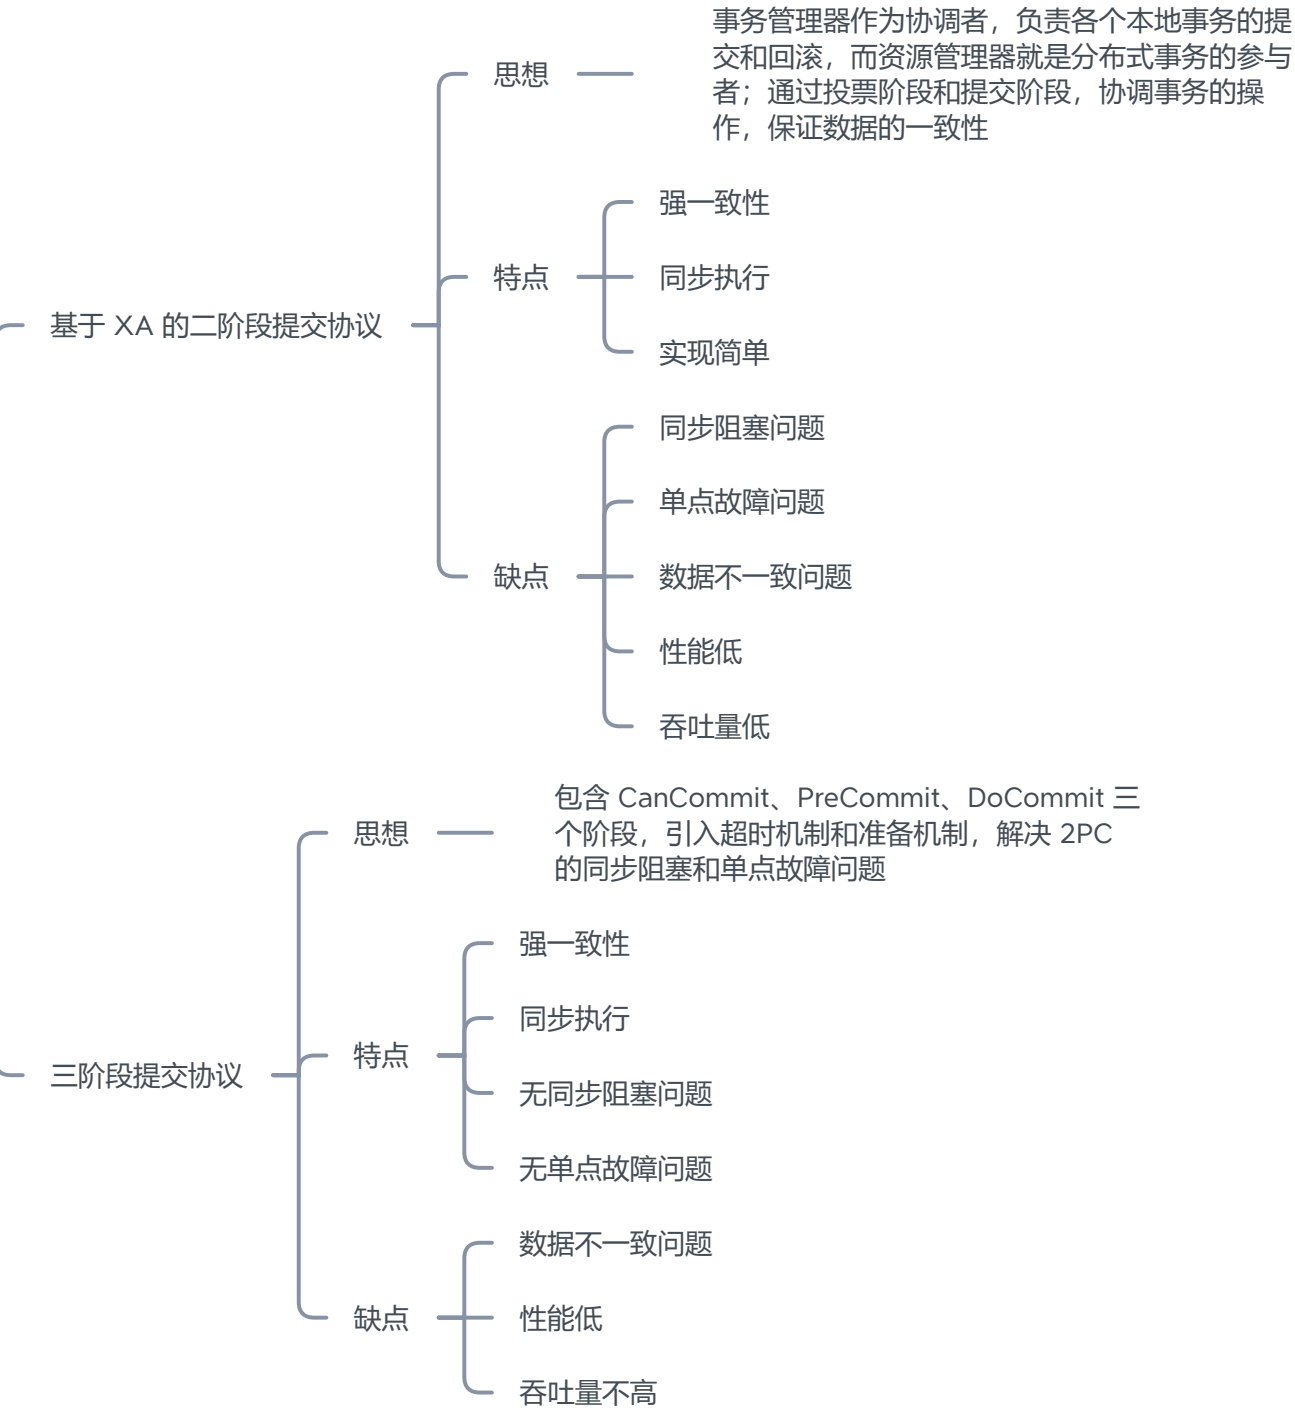 基于 XA 的二阶段提交协议
思想
事务管理器作为协调者，负责各个本地事务的提
交和回滚，而资源管理器就是分布式事务的参与
者；通过投票阶段和提交阶段，协调事务的操
作，保证数据的一致性
特点
强一致性
同步执行
实现简单
缺点
同步阻塞问题
单点故障问题
数据不一致问题
性能低
吞吐量低
三阶段提交协议
思想
包含 CanCommit、PreCommit、DoCommit 三
个阶段，引入超时机制和准备机制，解决 2PC
的同步阻塞和单点故障问题
特点
强一致性
同步执行
无同步阻塞问题
无单点故障问题
缺点
数据不一致问题
性能低
吞吐量不高